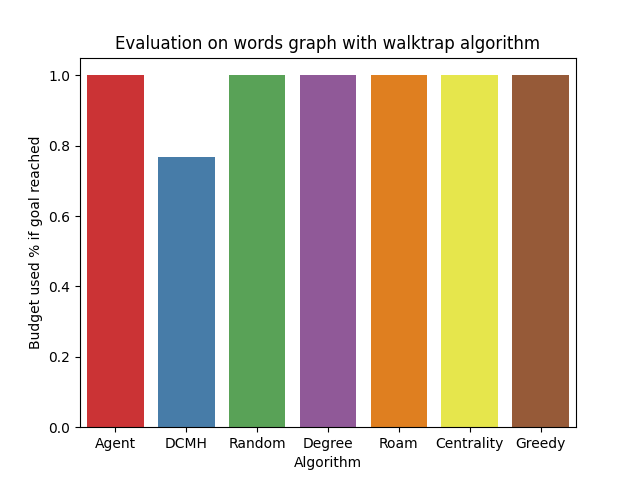 Evaluation on words graph with walktrap algorithm
Budget used % if goal reached
1.0
0.8
0.6
0.4
0.2
0.0
Agent DCMH Random Degree Roam Centrality Greedy
Algorithm